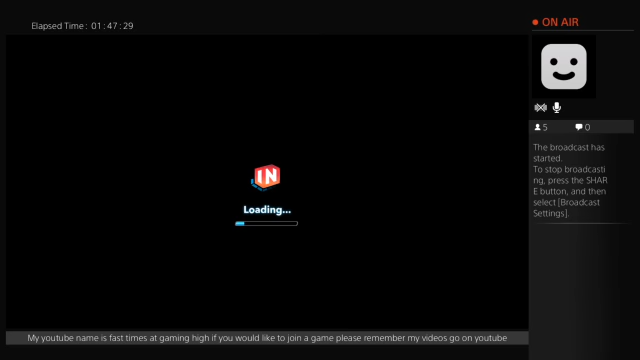 Elapsed Time : 01:47:29
ON AIR
5
0
The broadcast has
started.
To stop broadcasti
ng, press the SHAR
E button, and then
select [Broadcast
Settings].
IN
Loading...
My youtube name is fast times at gaming high if you would like to join a game please remember my videos go on youtube